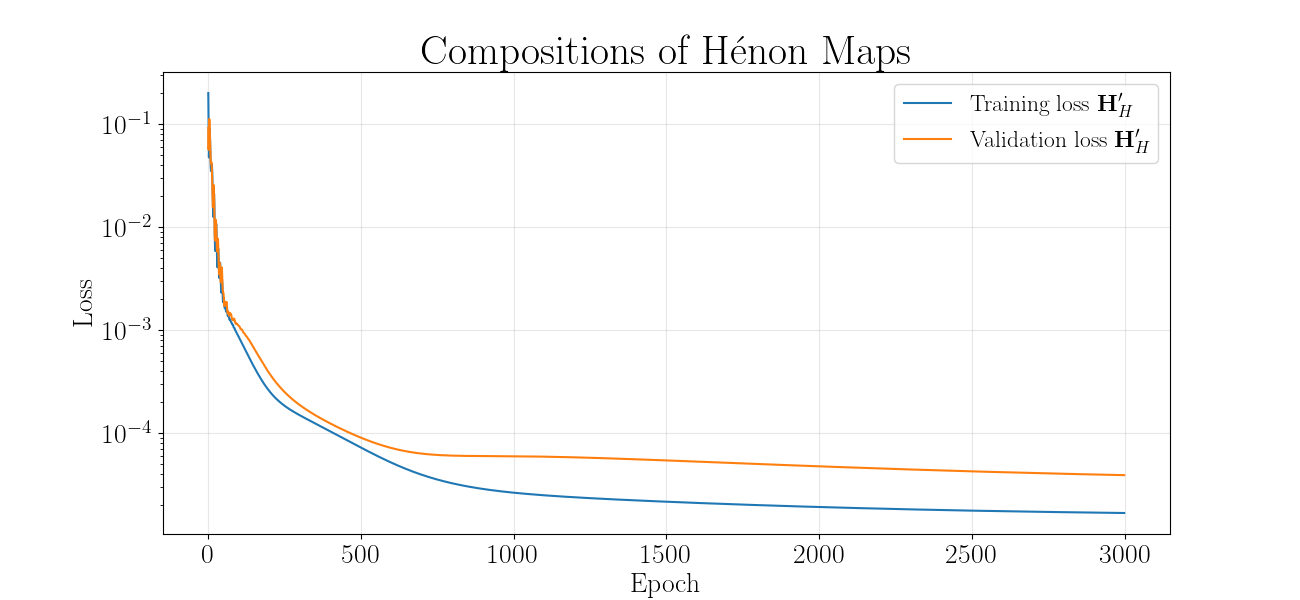 Compositions of Hénon Maps
Training loss 𝐇′_H
Validation loss 𝐇′_H
Loss
10⁻¹
10⁻²
10⁻³
10⁻⁴
0 500 1000 1500 2000 2500 3000
Epoch